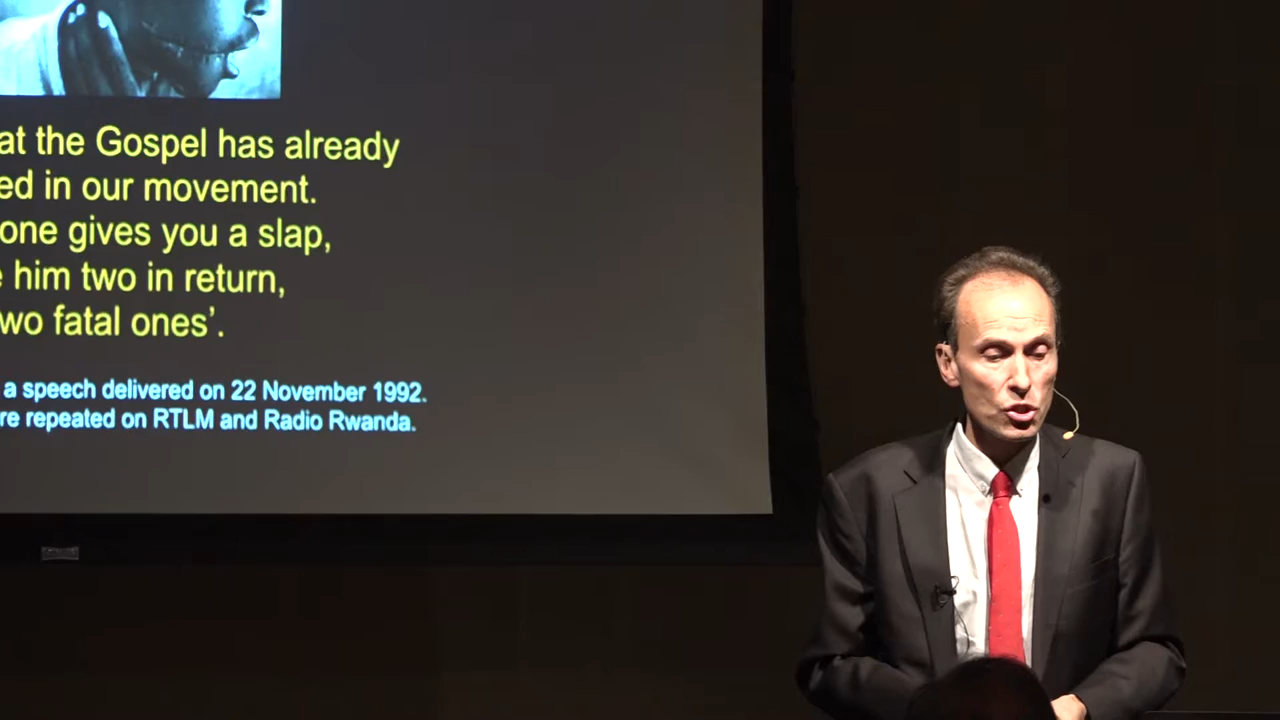 at the Gospel has already
ed in our movement.
one gives you a slap,
e him two in return,
wo fatal ones’.
a speech delivered on 22 November 1992.
re repeated on RTLM and Radio Rwanda.